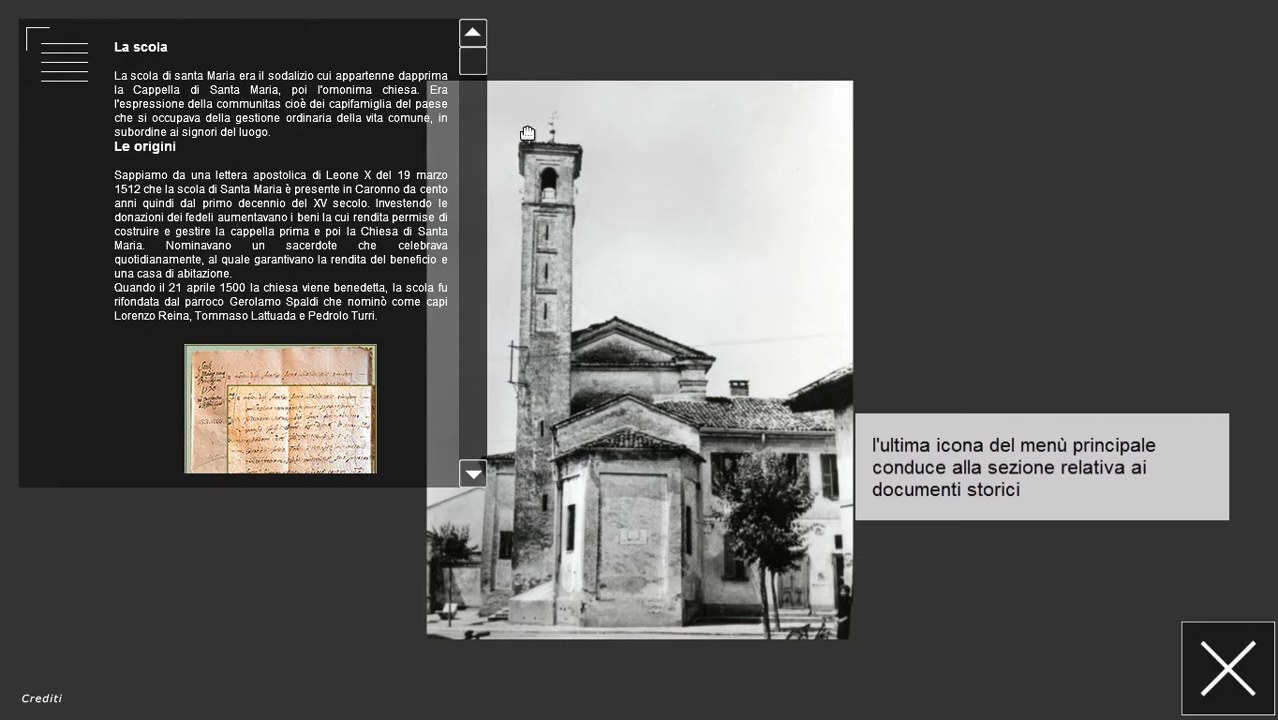 La scola
La scola di santa Maria era il sodalizio cui appartenne dapprima
la Cappella di Santa Maria, poi l'omonima chiesa. Era
l'espressione della communitas cioè dei capifamiglia del paese
che si occupava della gestione ordinaria della vita comune, in
subordine ai signori del luogo.
Le origini
Sappiamo da una lettera apostolica di Leone X del 19 marzo
1512 che la scola di Santa Maria è presente in Caronno da cento
anni quindi dal primo decennio del XV secolo. Investendo le
donazioni dei fedeli aumentavano i beni la cui rendita permise di
costruire e gestire la cappella prima e poi la Chiesa di Santa
Maria. Nominavano un sacerdote che celebrava
quotidianamente, al quale garantivano la rendita del beneficio e
una casa di abitazione.
Quando il 21 aprile 1500 la chiesa viene benedetta, la scola fu
rifondata dal parroco Gerolamo Spaldi che nominò come capi
Lorenzo Reina, Tommaso Lattuada e Pedrolo Turri.
l'ultima icona del menù principale
conduce alla sezione relativa ai
documenti storici
Crediti